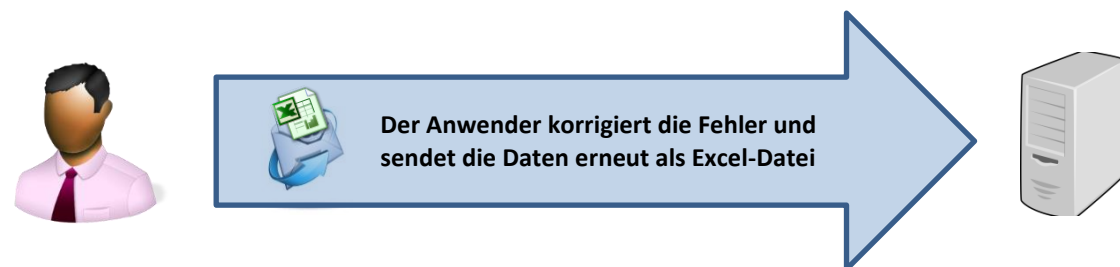 Der Anwender korrigiert die Fehler und
sendet die Daten erneut als Excel-Datei